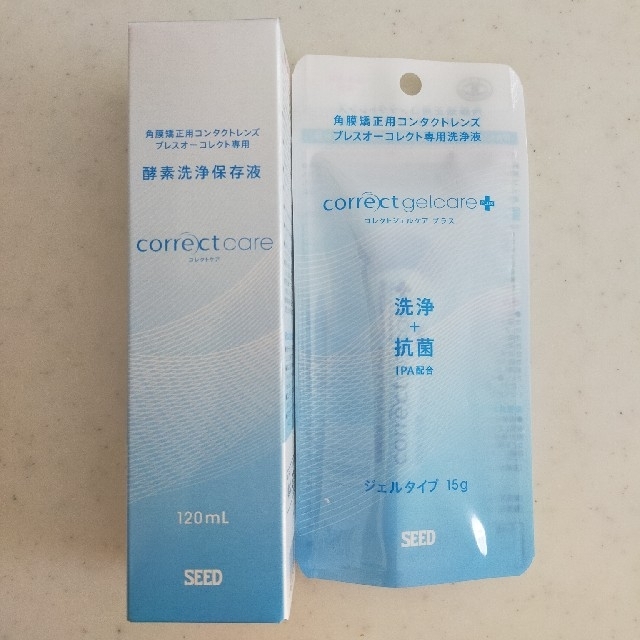 角膜矯正用コンタクトレンズ
ブレスオーコレクト専用
酵素洗浄保存液
correct care
コレクトケア
120mL
SEED
角膜矯正用コンタクトレンズ
ブレスオーコレクト専用洗浄液
correct gelcare+
コレクトジェルケア プラス
洗浄
+
抗菌
IPA配合
correct
ジェルタイプ 15g
SEED